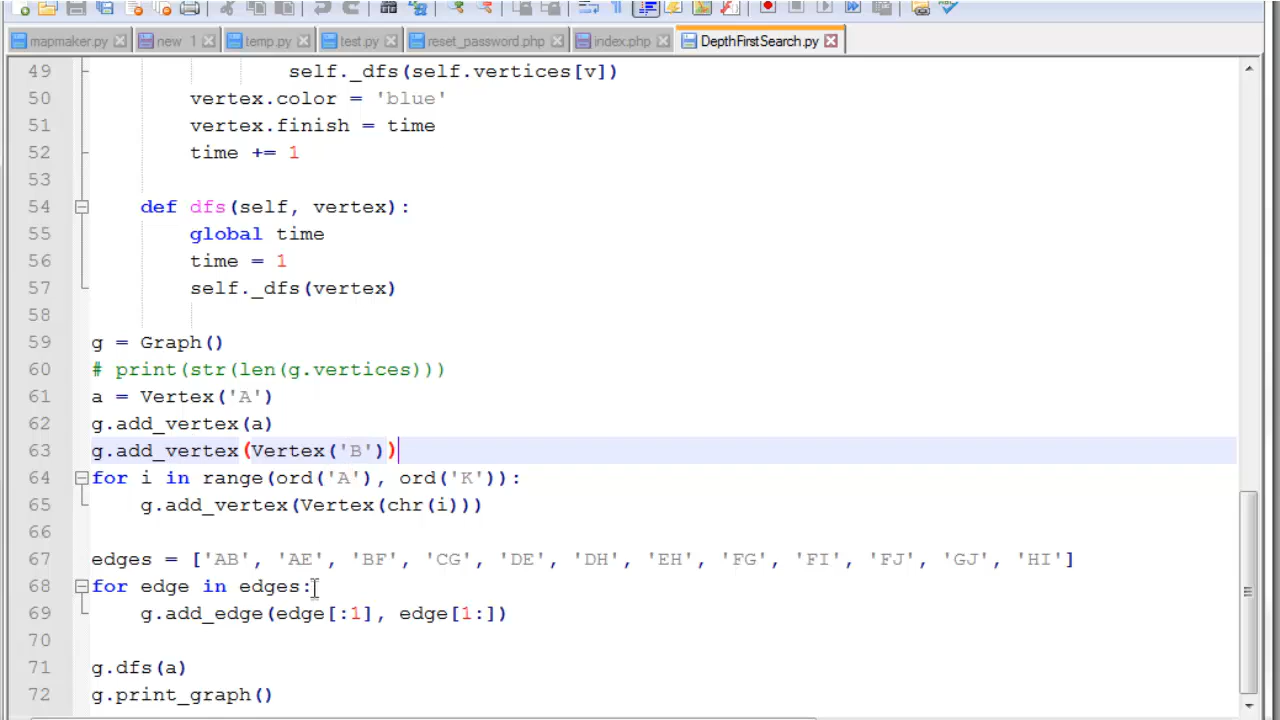 mapmaker.py new 1 temp.py test.py reset_password.php index.php DepthFirstSearch.py
49 self._dfs(self.vertices[v])
50 vertex.color = 'blue'
51 vertex.finish = time
52 time += 1
53
54 def dfs(self, vertex):
55 global time
56 time = 1
57 self._dfs(vertex)
58
59 g = Graph()
60 # print(str(len(g.vertices)))
61 a = Vertex('A')
62 g.add_vertex(a)
63 g.add_vertex(Vertex('B'))
64 for i in range(ord('A'), ord('K')):
65 g.add_vertex(Vertex(chr(i)))
66
67 edges = ['AB', 'AE', 'BF', 'CG', 'DE', 'DH', 'EH', 'FG', 'FI', 'FJ', 'GJ', 'HI']
68 for edge in edges:
69 g.add_edge(edge[:1], edge[1:])
70
71 g.dfs(a)
72 g.print_graph()